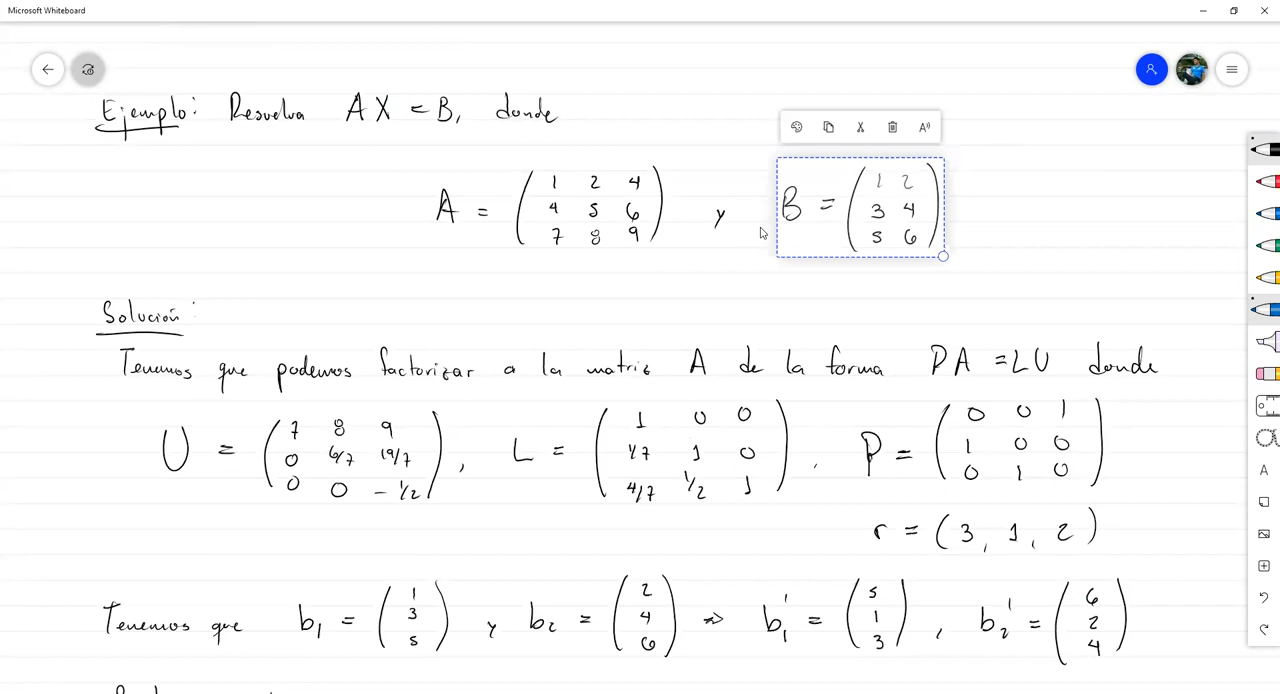 Microsoft Whiteboard
Ejemplo: Resuelva AX = B, donde
A = ( 1 2 4 ; 4 5 6 ; 7 8 9 ) y B = ( 1 2 ; 3 4 ; 5 6 )
Solución:
Tenemos que podemos factorizar a la matriz A de la forma PA = LU donde
U = ( 7 8 9 ; 0 6/7 19/7 ; 0 0 -1/2 ), L = ( 1 0 0 ; 1/7 1 0 ; 4/7 1/2 1 ), P = ( 0 0 1 ; 1 0 0 ; 0 1 0 )
r = (3, 1, 2)
Tenemos que b₁ = ( 1 ; 3 ; 5 ) y b₂ = ( 2 ; 4 ; 6 ) ⇒ b₁' = ( 5 ; 1 ; 3 ), b₂' = ( 6 ; 2 ; 4 )